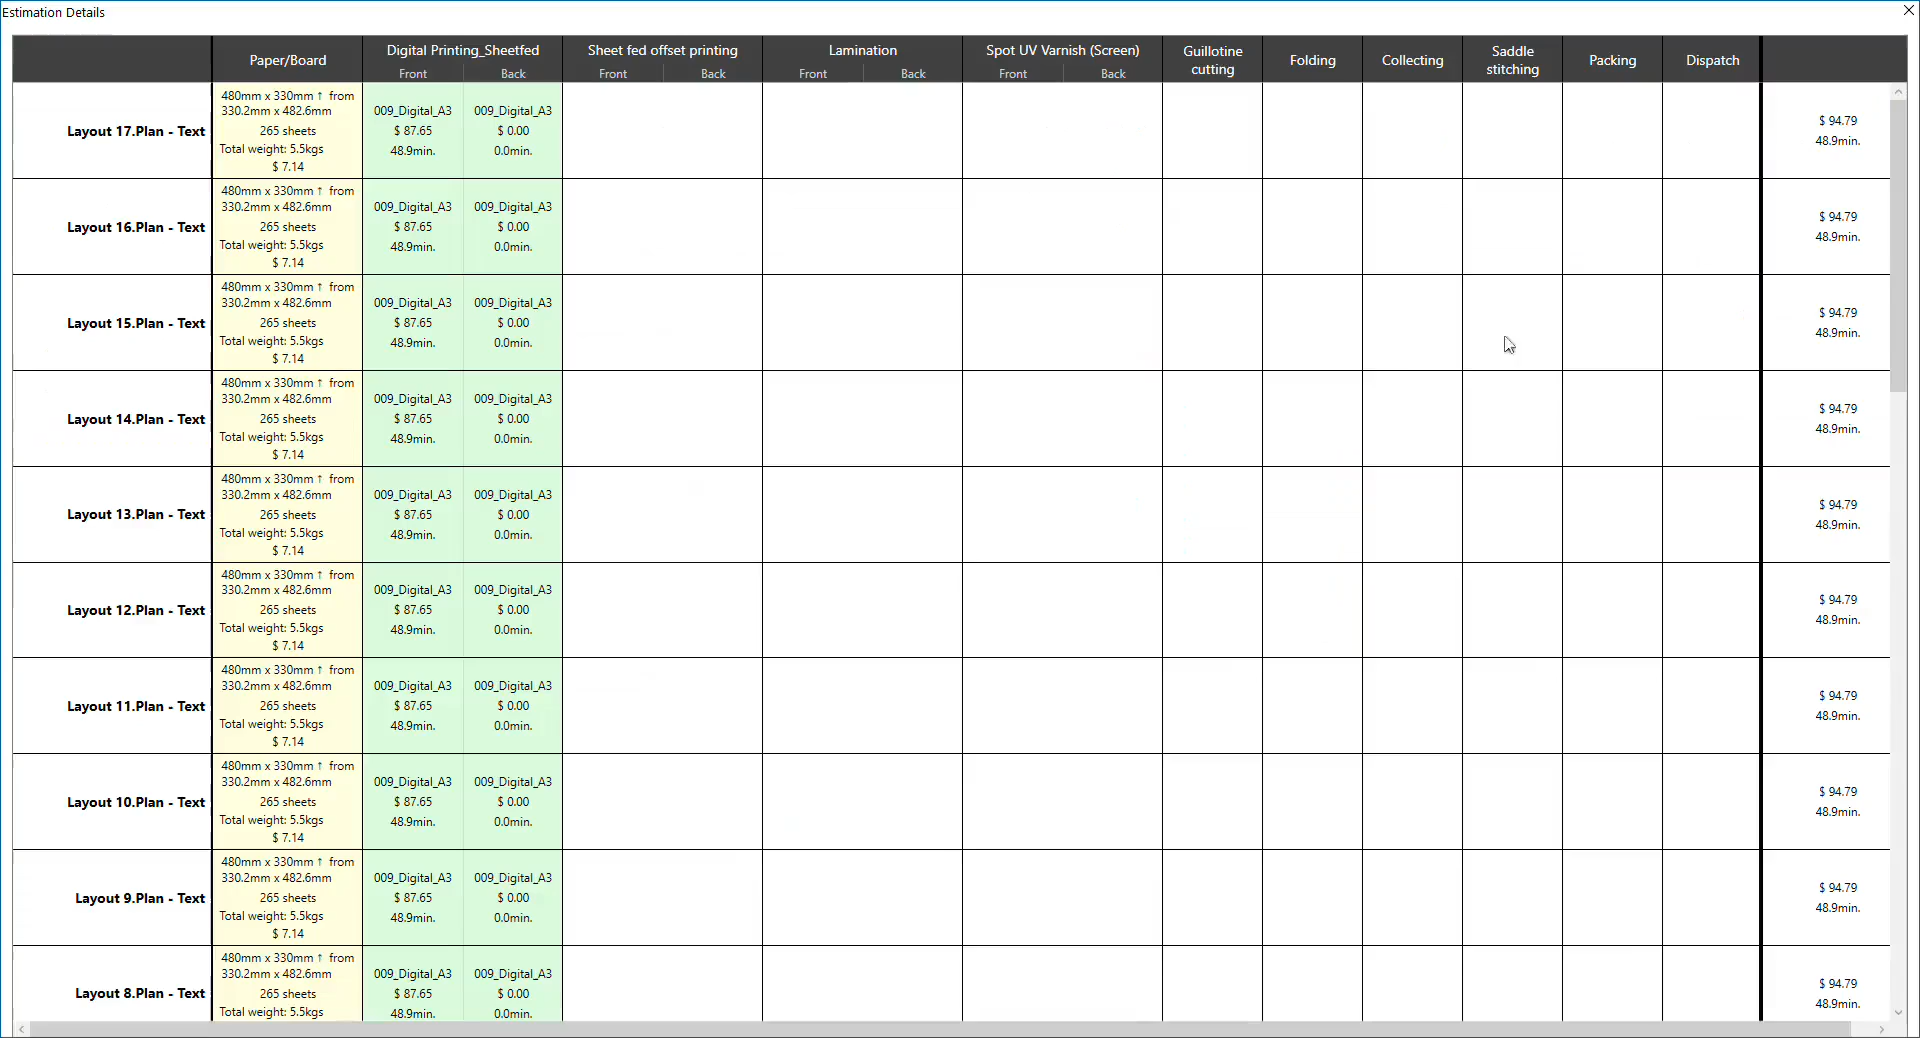 Estimation Details
Paper/Board
Digital Printing_Sheetfed
Front Back
Sheet fed offset printing
Front Back
Lamination
Front Back
Spot UV Varnish (Screen)
Front Back
Guillotine
cutting
Folding
Collecting
Saddle
stitching
Packing
Dispatch
Layout 17.Plan - Text
480mm x 330mm ↑ from
330.2mm x 482.6mm
265 sheets
Total weight: 5.5kgs
$ 7.14
009_Digital_A3
$ 87.65
48.9min.
009_Digital_A3
$ 0.00
0.0min.
$ 94.79
48.9min.
Layout 16.Plan - Text
480mm x 330mm ↑ from
330.2mm x 482.6mm
265 sheets
Total weight: 5.5kgs
$ 7.14
009_Digital_A3
$ 87.65
48.9min.
009_Digital_A3
$ 0.00
0.0min.
$ 94.79
48.9min.
Layout 15.Plan - Text
480mm x 330mm ↑ from
330.2mm x 482.6mm
265 sheets
Total weight: 5.5kgs
$ 7.14
009_Digital_A3
$ 87.65
48.9min.
009_Digital_A3
$ 0.00
0.0min.
$ 94.79
48.9min.
Layout 14.Plan - Text
480mm x 330mm ↑ from
330.2mm x 482.6mm
265 sheets
Total weight: 5.5kgs
$ 7.14
009_Digital_A3
$ 87.65
48.9min.
009_Digital_A3
$ 0.00
0.0min.
$ 94.79
48.9min.
Layout 13.Plan - Text
480mm x 330mm ↑ from
330.2mm x 482.6mm
265 sheets
Total weight: 5.5kgs
$ 7.14
009_Digital_A3
$ 87.65
48.9min.
009_Digital_A3
$ 0.00
0.0min.
$ 94.79
48.9min.
Layout 12.Plan - Text
480mm x 330mm ↑ from
330.2mm x 482.6mm
265 sheets
Total weight: 5.5kgs
$ 7.14
009_Digital_A3
$ 87.65
48.9min.
009_Digital_A3
$ 0.00
0.0min.
$ 94.79
48.9min.
Layout 11.Plan - Text
480mm x 330mm ↑ from
330.2mm x 482.6mm
265 sheets
Total weight: 5.5kgs
$ 7.14
009_Digital_A3
$ 87.65
48.9min.
009_Digital_A3
$ 0.00
0.0min.
$ 94.79
48.9min.
Layout 10.Plan - Text
480mm x 330mm ↑ from
330.2mm x 482.6mm
265 sheets
Total weight: 5.5kgs
$ 7.14
009_Digital_A3
$ 87.65
48.9min.
009_Digital_A3
$ 0.00
0.0min.
$ 94.79
48.9min.
Layout 9.Plan - Text
480mm x 330mm ↑ from
330.2mm x 482.6mm
265 sheets
Total weight: 5.5kgs
$ 7.14
009_Digital_A3
$ 87.65
48.9min.
009_Digital_A3
$ 0.00
0.0min.
$ 94.79
48.9min.
Layout 8.Plan - Text
480mm x 330mm ↑ from
330.2mm x 482.6mm
265 sheets
Total weight: 5.5kgs
009_Digital_A3
$ 87.65
48.9min.
009_Digital_A3
$ 0.00
0.0min.
$ 94.79
48.9min.